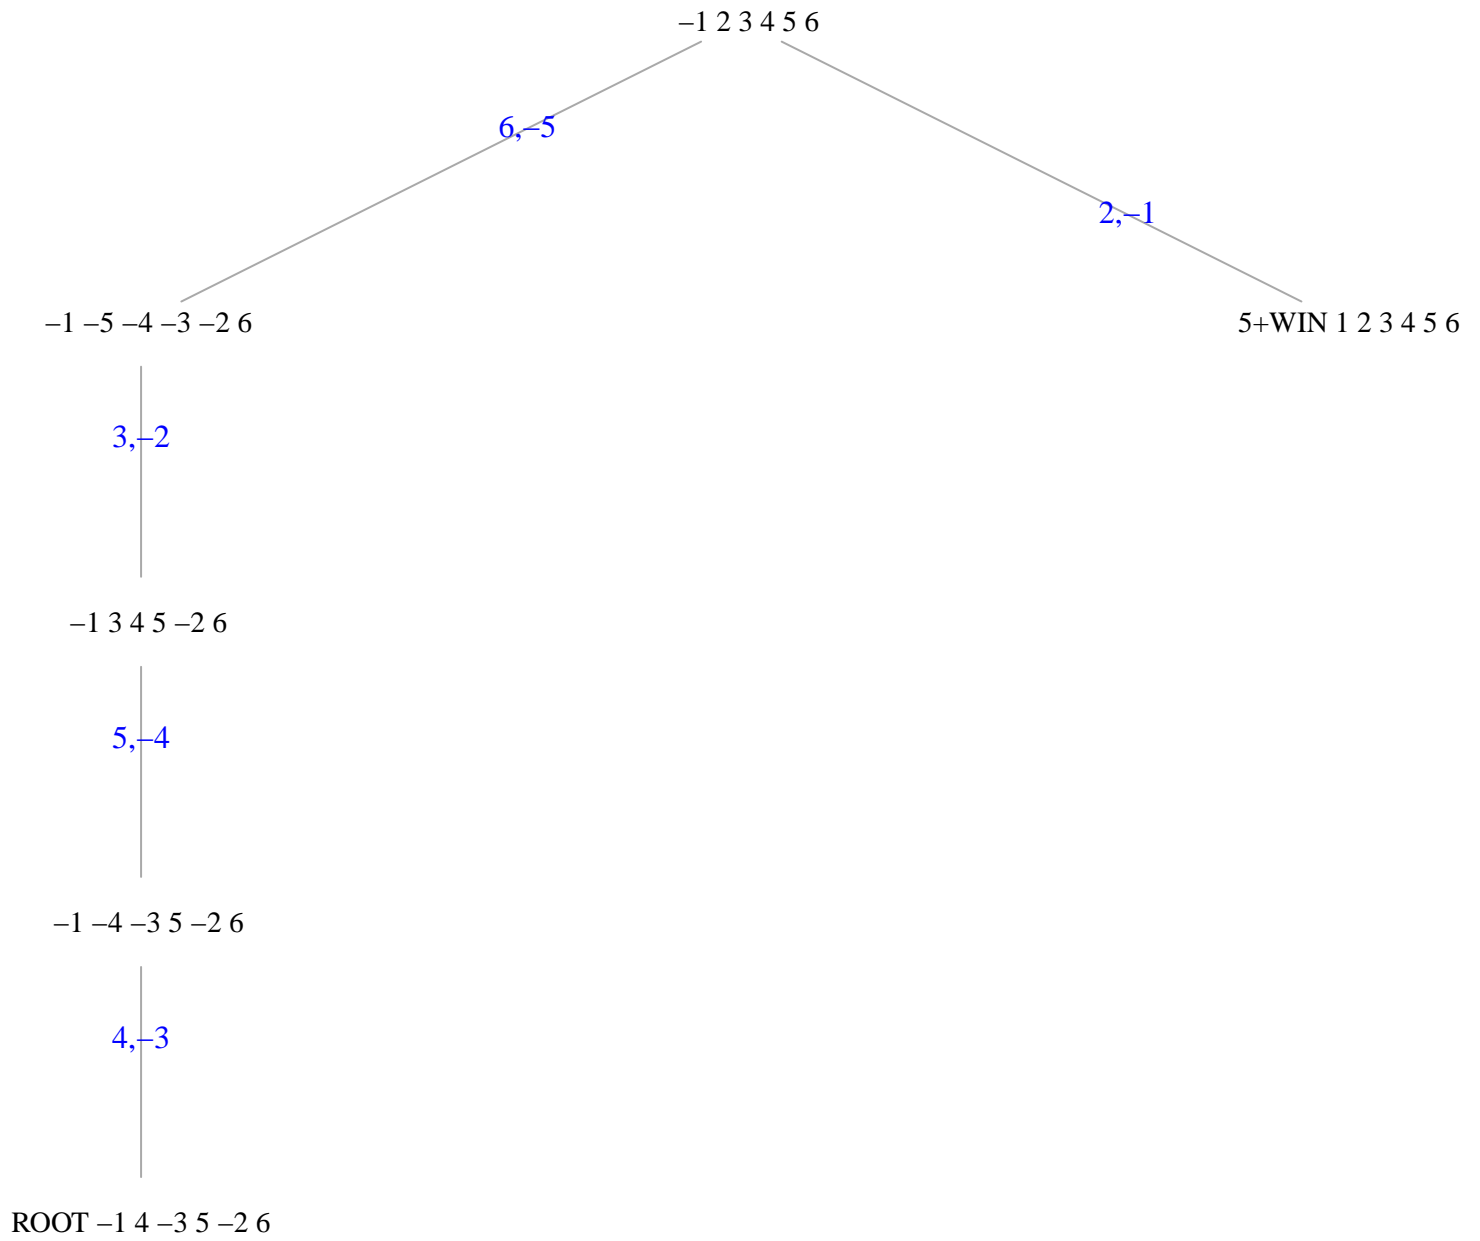 –1 2 3 4 5 6
6,–5
2,–1
–1 –5 –4 –3 –2 6
5+WIN 1 2 3 4 5 6
3,–2
–1 3 4 5 –2 6
5,–4
–1 –4 –3 5 –2 6
4,–3
ROOT –1 4 –3 5 –2 6